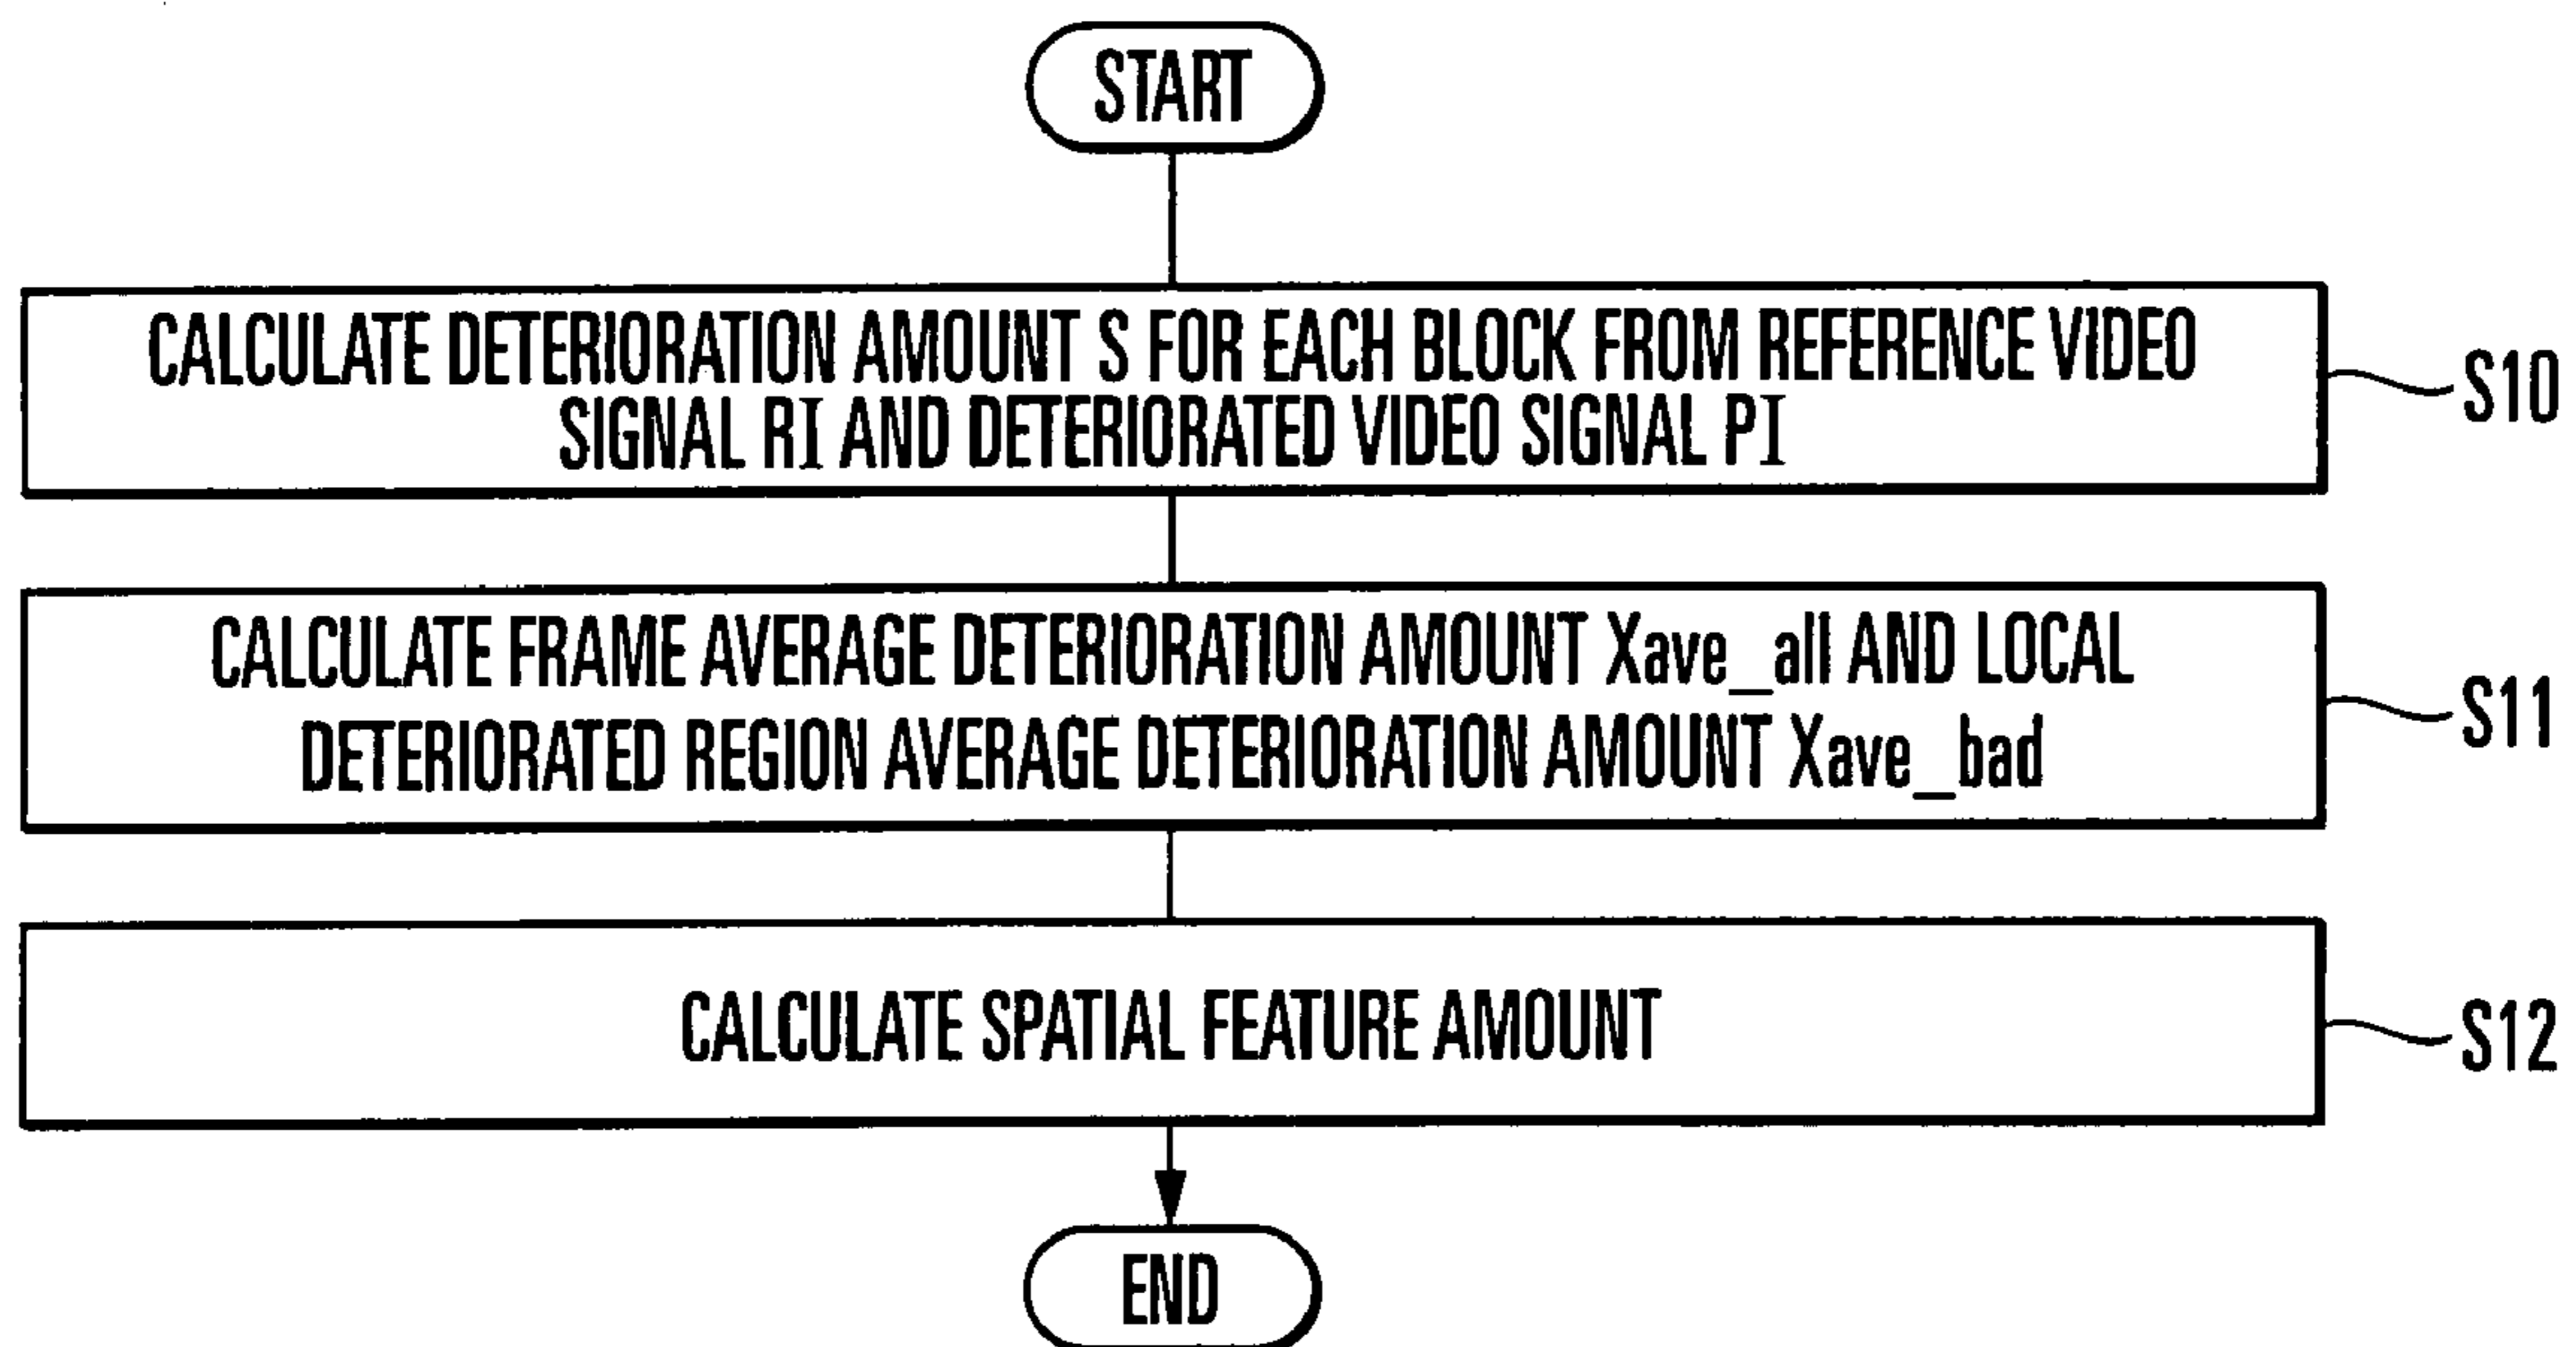 START
CALCULATE DETERIORATION AMOUNT S FOR EACH BLOCK FROM REFERENCE VIDEO
SIGNAL RI AND DETERIORATED VIDEO SIGNAL PI
S10
CALCULATE FRAME AVERAGE DETERIORATION AMOUNT Xave_all AND LOCAL
DETERIORATED REGION AVERAGE DETERIORATION AMOUNT Xave_bad
S11
CALCULATE SPATIAL FEATURE AMOUNT
S12
END